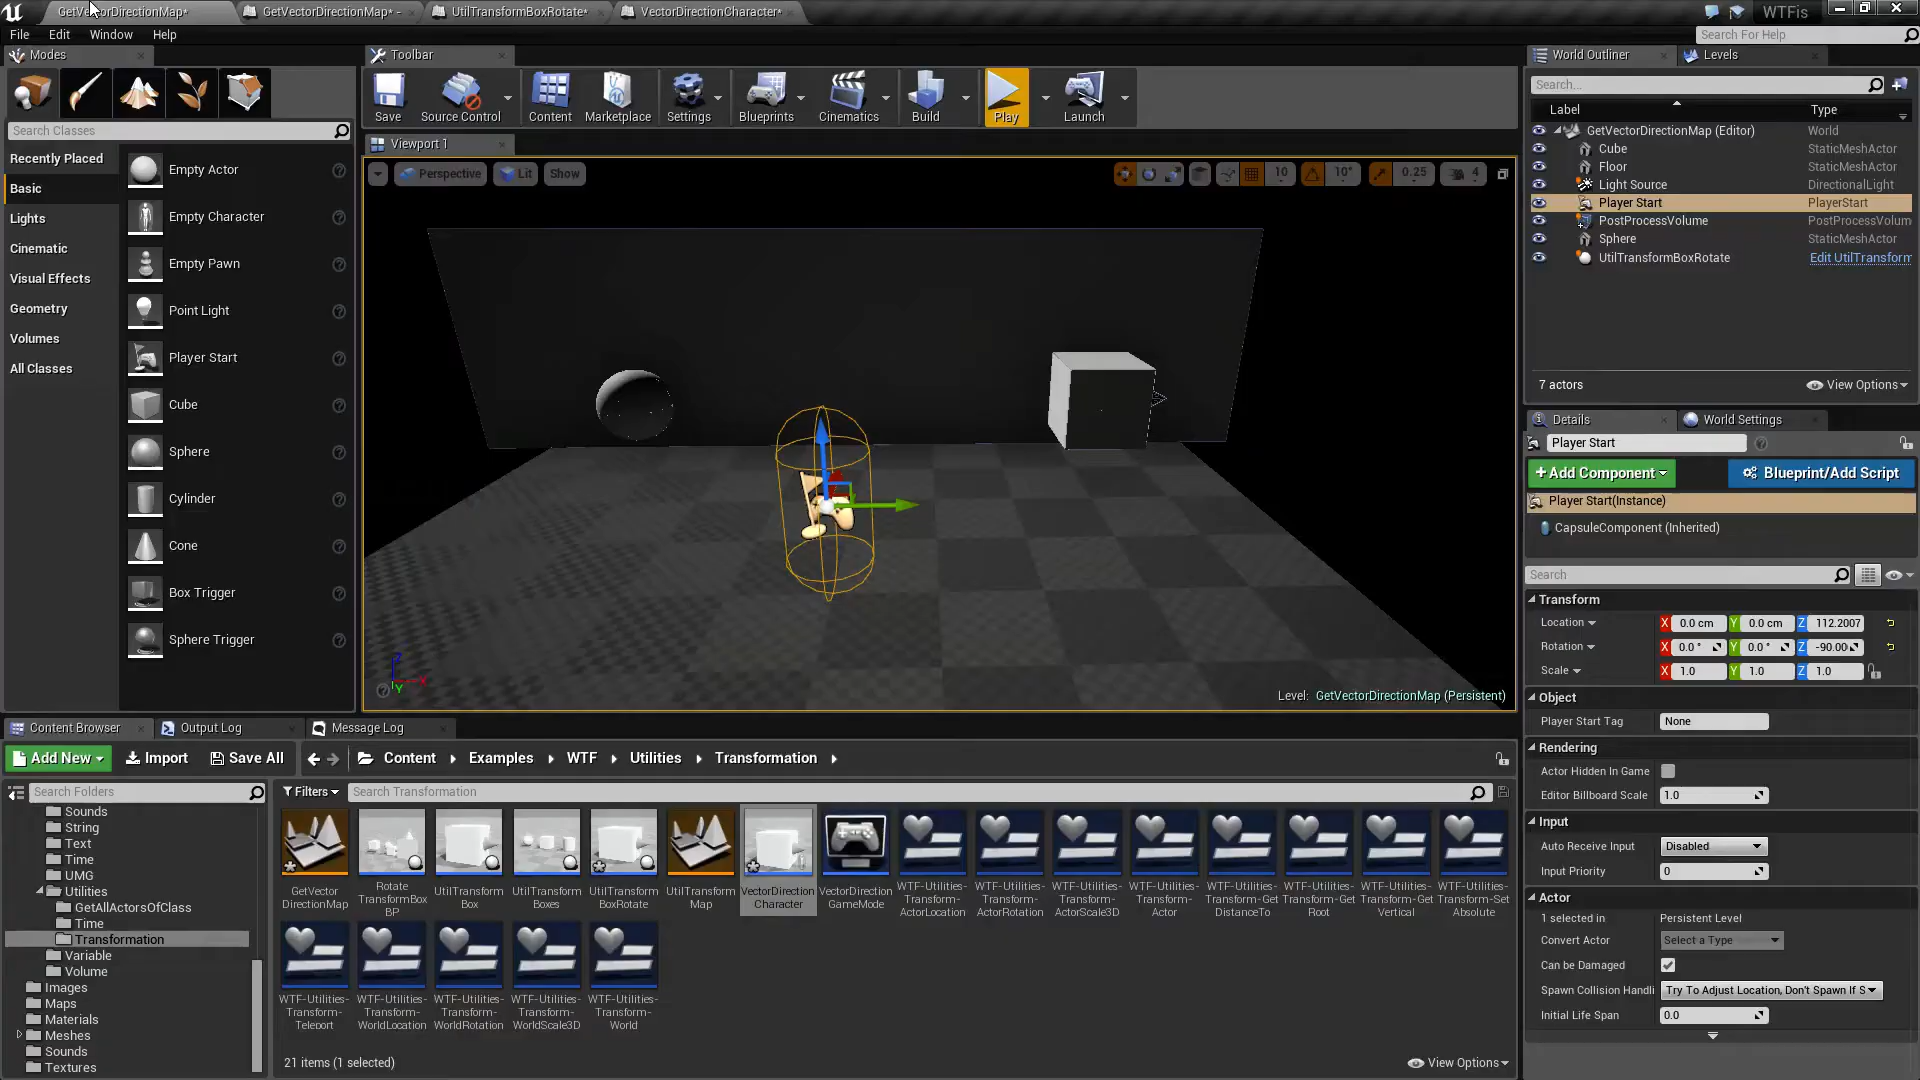 GetVectorDirectionMap*
GetVectorDirectionMap* -
UtilTransformBoxRotate*
VectorDirectionCharacter*
WTFis
File Edit Window Help
Search For Help
Modes
Toolbar
World Outliner
Levels
Save
Source Control
Content
Marketplace
Settings
Blueprints
Cinematics
Build
Play
Launch
Search...
Label
Type
Search Classes
Viewport 1
Recently Placed
Basic
Lights
Cinematic
Visual Effects
Geometry
Volumes
All Classes
Empty Actor
Empty Character
Empty Pawn
Point Light
Player Start
Cube
Sphere
Cylinder
Cone
Box Trigger
Sphere Trigger
Perspective
Lit
Show
10
10°
0.25
4
Z
X
Y
Level: GetVectorDirectionMap (Persistent)
GetVectorDirectionMap (Editor) World
Cube StaticMeshActor
Floor StaticMeshActor
Light Source DirectionalLight
Player Start PlayerStart
PostProcessVolume PostProcessVolum
Sphere StaticMeshActor
UtilTransformBoxRotate Edit UtilTransform
7 actors
View Options
Details
World Settings
Player Start
+Add Component
Blueprint/Add Script
Player Start(Instance)
CapsuleComponent (Inherited)
Search
Transform
Location X 0.0 cm Y 0.0 cm Z 112.2007
Rotation X 0.0 ° Y 0.0 ° Z -90.00
Scale X 1.0 Y 1.0 Z 1.0
Object
Player Start Tag None
Rendering
Actor Hidden In Game
Editor Billboard Scale 1.0
Input
Auto Receive Input Disabled
Input Priority 0
Actor
1 selected in Persistent Level
Convert Actor Select a Type
Can be Damaged
Spawn Collision Handli Try To Adjust Location, Don't Spawn If S
Initial Life Span 0.0
Content Browser
Output Log
Message Log
Add New
Import
Save All
Content
Examples
WTF
Utilities
Transformation
Search Folders
Filters
Search Transformation
Sounds
String
Text
Time
UMG
Utilities
GetAllActorsOfClass
Time
Transformation
Variable
Volume
Images
Maps
Materials
Meshes
Sounds
Textures
GetVector
DirectionMap
Rotate
TransformBox
BP
UtilTransform
Box
UtilTransform
Boxes
UtilTransform
BoxRotate
UtilTransform
Map
VectorDirection
Character
VectorDirection
GameMode
WTF-Utilities-
Transform-
ActorLocation
WTF-Utilities-
Transform-
ActorRotation
WTF-Utilities-
Transform-
ActorScale3D
WTF-Utilities-
Transform-
Actor
WTF-Utilities-
Transform-Get
DistanceTo
WTF-Utilities-
Transform-Get
Root
WTF-Utilities-
Transform-Get
Vertical
WTF-Utilities-
Transform-Set
Absolute
WTF-Utilities-
Transform-
Teleport
WTF-Utilities-
Transform-
WorldLocation
WTF-Utilities-
Transform-
WorldRotation
WTF-Utilities-
Transform-
WorldScale3D
WTF-Utilities-
Transform-
World
21 items (1 selected)
View Options